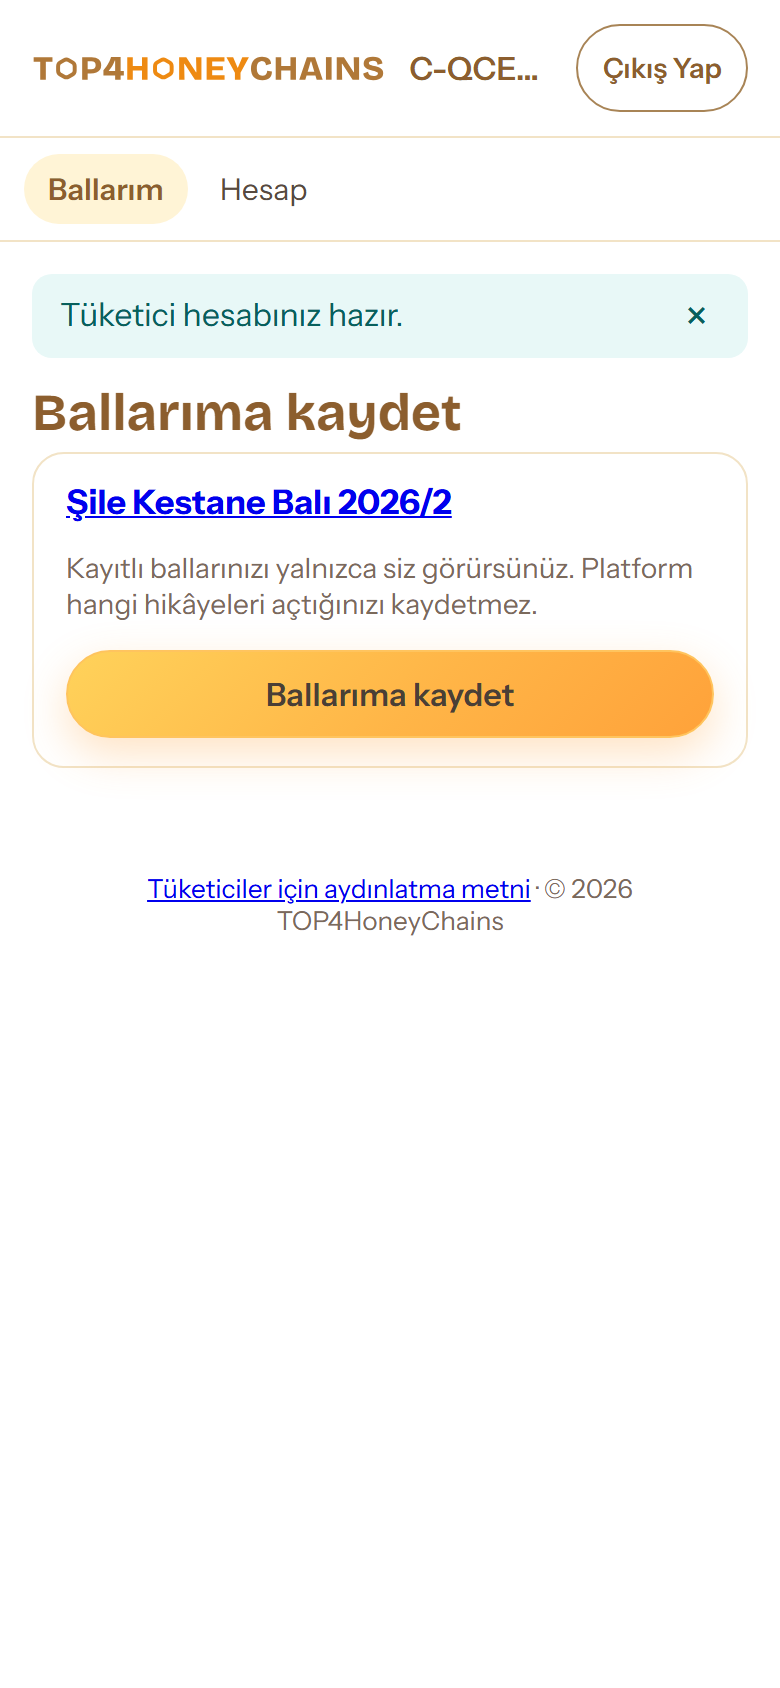 TOP4HONEYCHAINS C-QCE... Çıkış Yap
Ballarım Hesap
Tüketici hesabınız hazır. ×
Ballarıma kaydet
Şile Kestane Balı 2026/2
Kayıtlı ballarınızı yalnızca siz görürsünüz. Platform
hangi hikâyeleri açtığınızı kaydetmez.
Ballarıma kaydet
Tüketiciler için aydınlatma metni · © 2026
TOP4HoneyChains